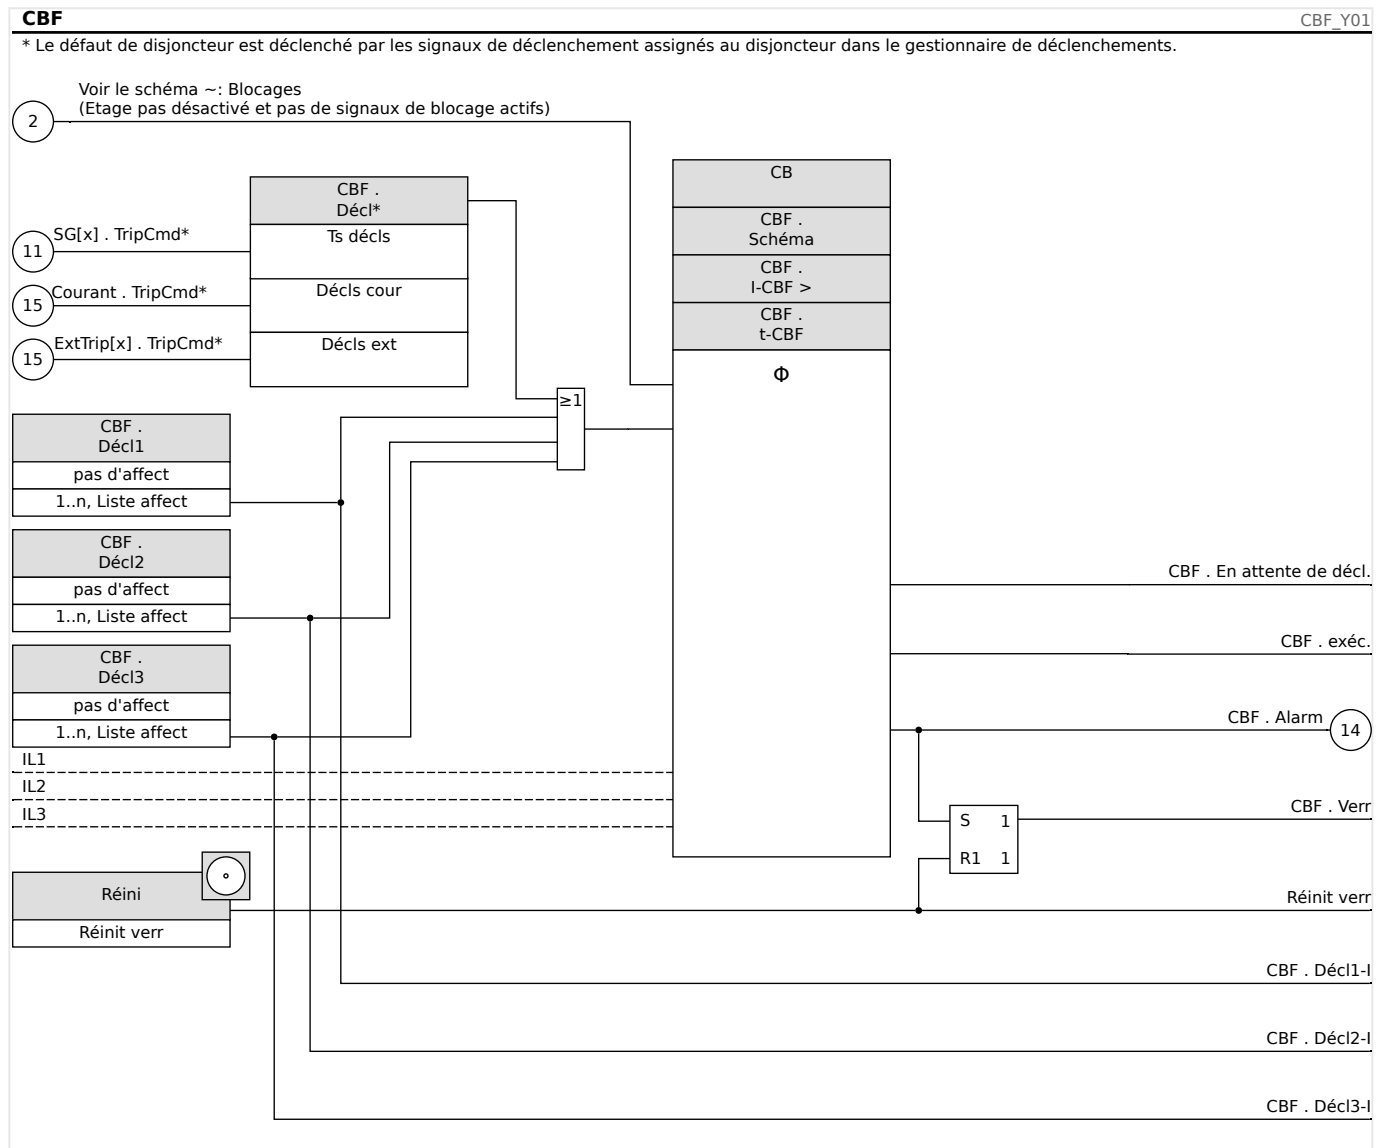 CBF
CBF_Y01
* Le défaut de disjoncteur est déclenché par les signaux de déclenchement assignés au disjoncteur dans le gestionnaire de déclenchements.
Voir le schéma ~: Blocages
(Etage pas désactivé et pas de signaux de blocage actifs)
2
CBF .
Décl*
Ts décls
Décls cour
Décls ext
SG[x] . TripCmd*
11
Courant . TripCmd*
15
ExtTrip[x] . TripCmd*
15
CB
CBF .
Schéma
CBF .
I-CBF >
CBF .
t-CBF
Φ
≥1
CBF .
Décl1
pas d'affect
1..n, Liste affect
CBF .
Décl2
pas d'affect
1..n, Liste affect
CBF .
Décl3
pas d'affect
1..n, Liste affect
IL1
IL2
IL3
CBF . En attente de décl.
CBF . exéc.
CBF . Alarm
14
S 1
R1 1
CBF . Verr
Réini
Réinit verr
Réinit verr
CBF . Décl1-I
CBF . Décl2-I
CBF . Décl3-I